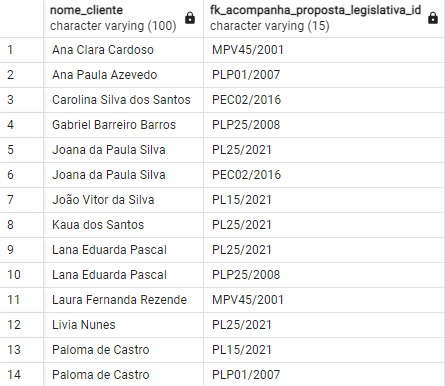 nome_cliente fk_acompanha_proposta_legislativa_id
character varying (100) character varying (15)
1 Ana Clara Cardoso MPV45/2001
2 Ana Paula Azevedo PLP01/2007
3 Carolina Silva dos Santos PEC02/2016
4 Gabriel Barreiro Barros PLP25/2008
5 Joana da Paula Silva PL25/2021
6 Joana da Paula Silva PEC02/2016
7 João Vitor da Silva PL15/2021
8 Kaua dos Santos PL25/2021
9 Lana Eduarda Pascal PL25/2021
10 Lana Eduarda Pascal PLP25/2008
11 Laura Fernanda Rezende MPV45/2001
12 Livia Nunes PL25/2021
13 Paloma de Castro PL15/2021
14 Paloma de Castro PLP01/2007